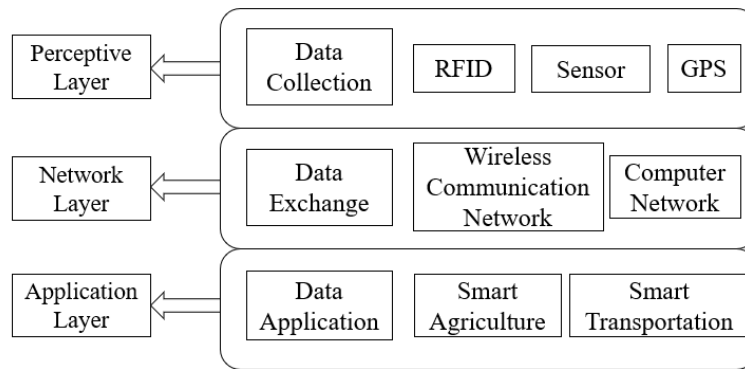 Perceptive
Layer
Data
Collection
RFID
Sensor
GPS
Network
Layer
Data
Exchange
Wireless
Communication
Network
Computer
Network
Application
Layer
Data
Application
Smart
Agriculture
Smart
Transportation